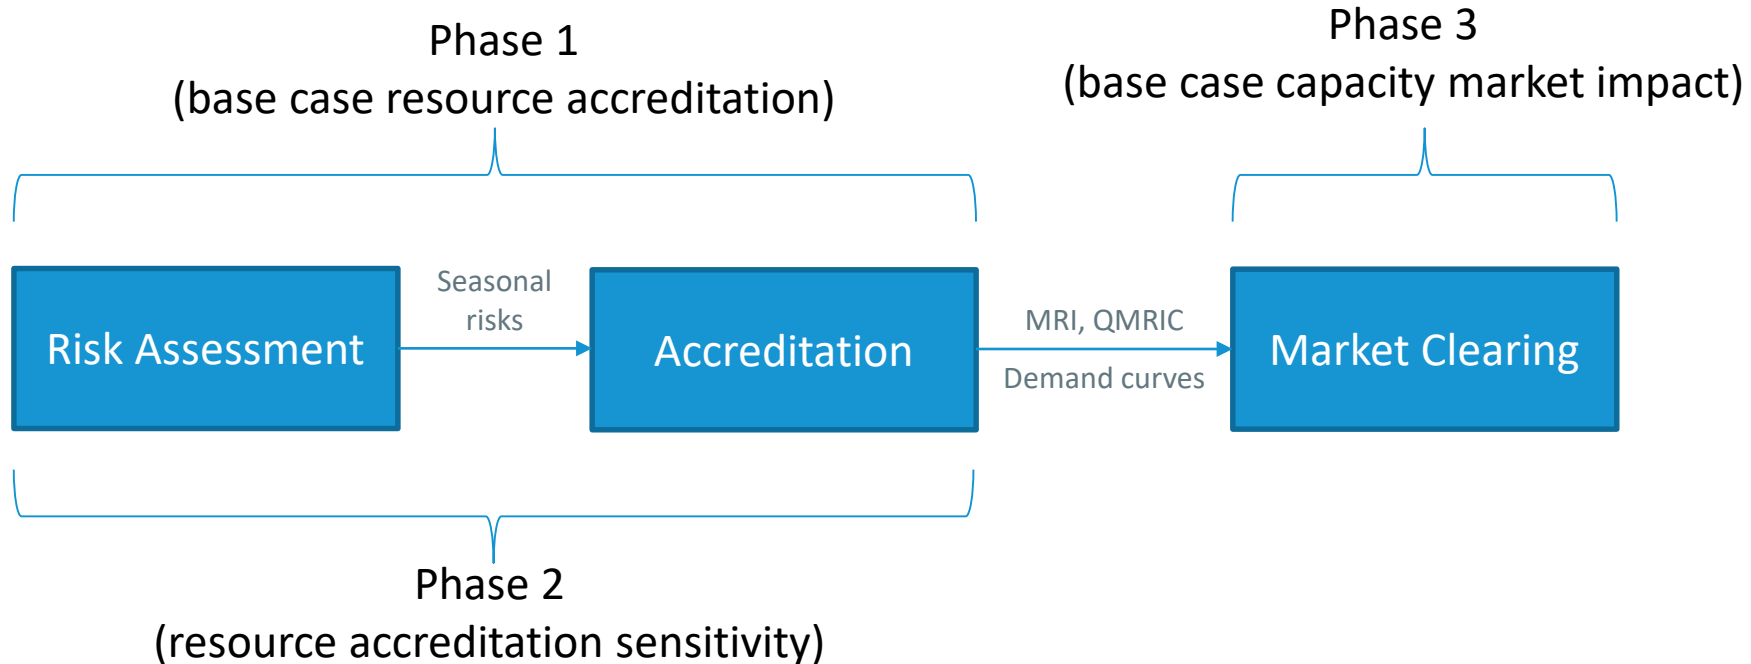 Phase 1
(base case resource accreditation)
Phase 3
(base case capacity market impact)
Risk Assessment
Seasonal
risks
Accreditation
MRI, QMRIC
Demand curves
Market Clearing
Phase 2
(resource accreditation sensitivity)